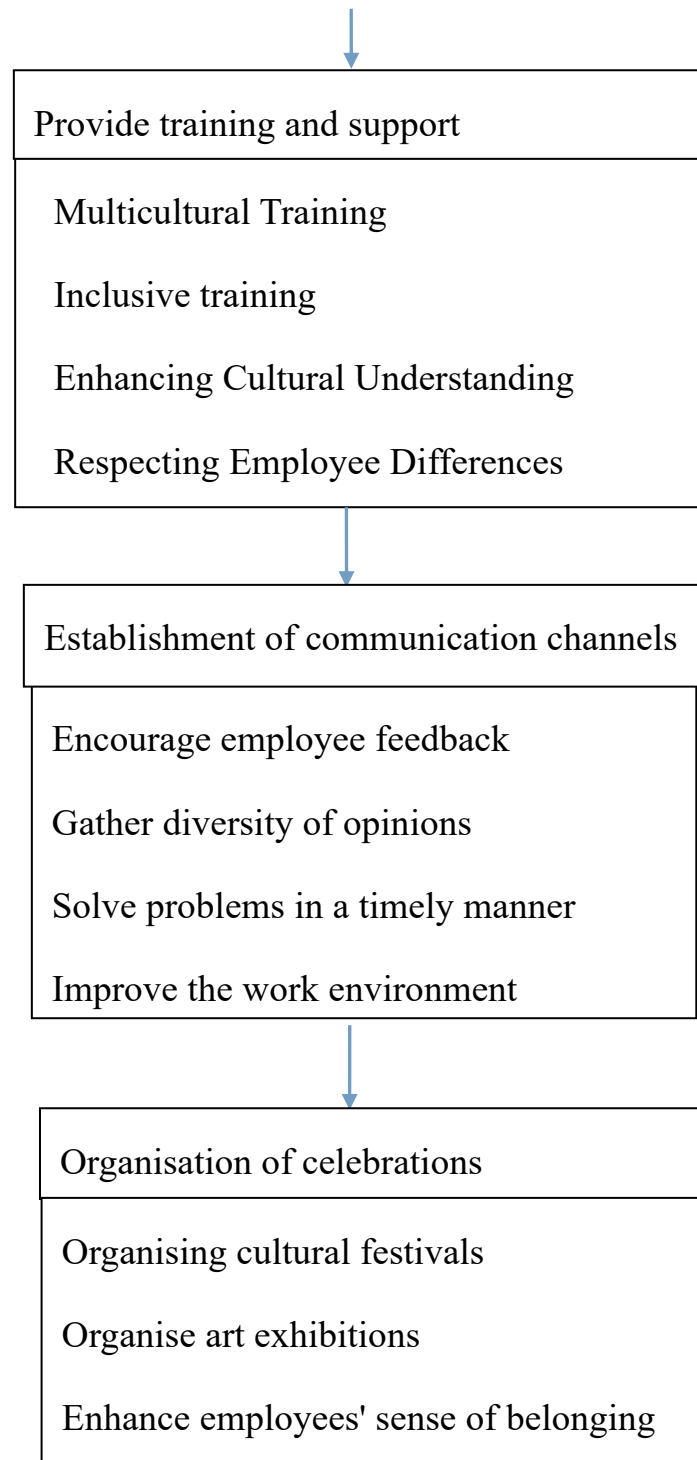 Provide training and support
Multicultural Training
Inclusive training
Enhancing Cultural Understanding
Respecting Employee Differences
Establishment of communication channels
Encourage employee feedback
Gather diversity of opinions
Solve problems in a timely manner
Improve the work environment
Organisation of celebrations
Organising cultural festivals
Organise art exhibitions
Enhance employees' sense of belonging